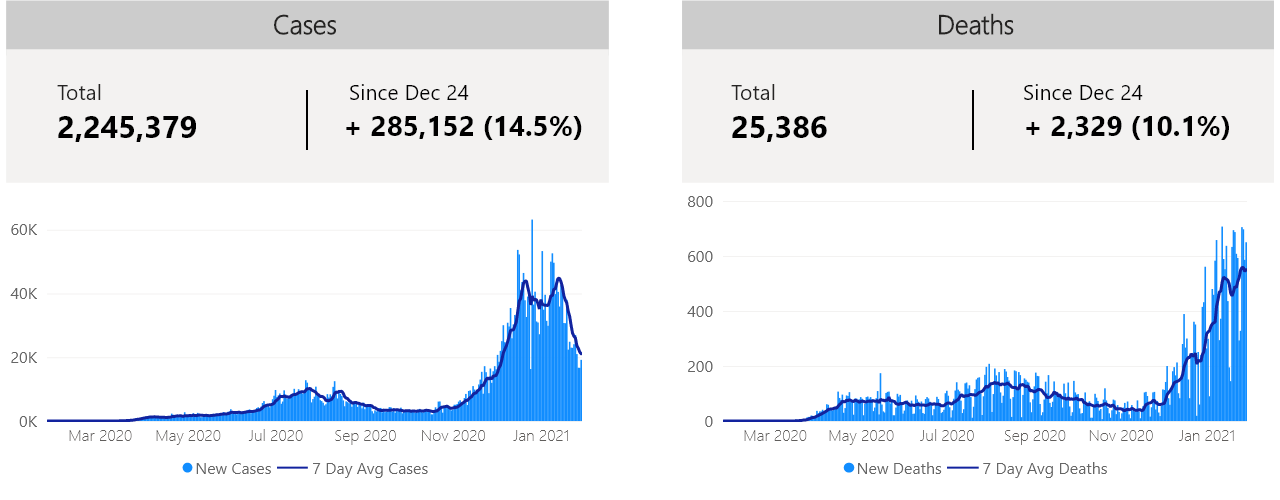 Cases
Total
Since Dec 24
2,245,379
+ 285,152 (14.5%)
60K
40K
20K
0K
Mar 2020 May 2020 Jul 2020 Sep 2020 Nov 2020 Jan 2021
New Cases 7 Day Avg Cases
Deaths
Total
Since Dec 24
25,386
+ 2,329 (10.1%)
800
600
400
200
0
Mar 2020 May 2020 Jul 2020 Sep 2020 Nov 2020 Jan 2021
New Deaths 7 Day Avg Deaths